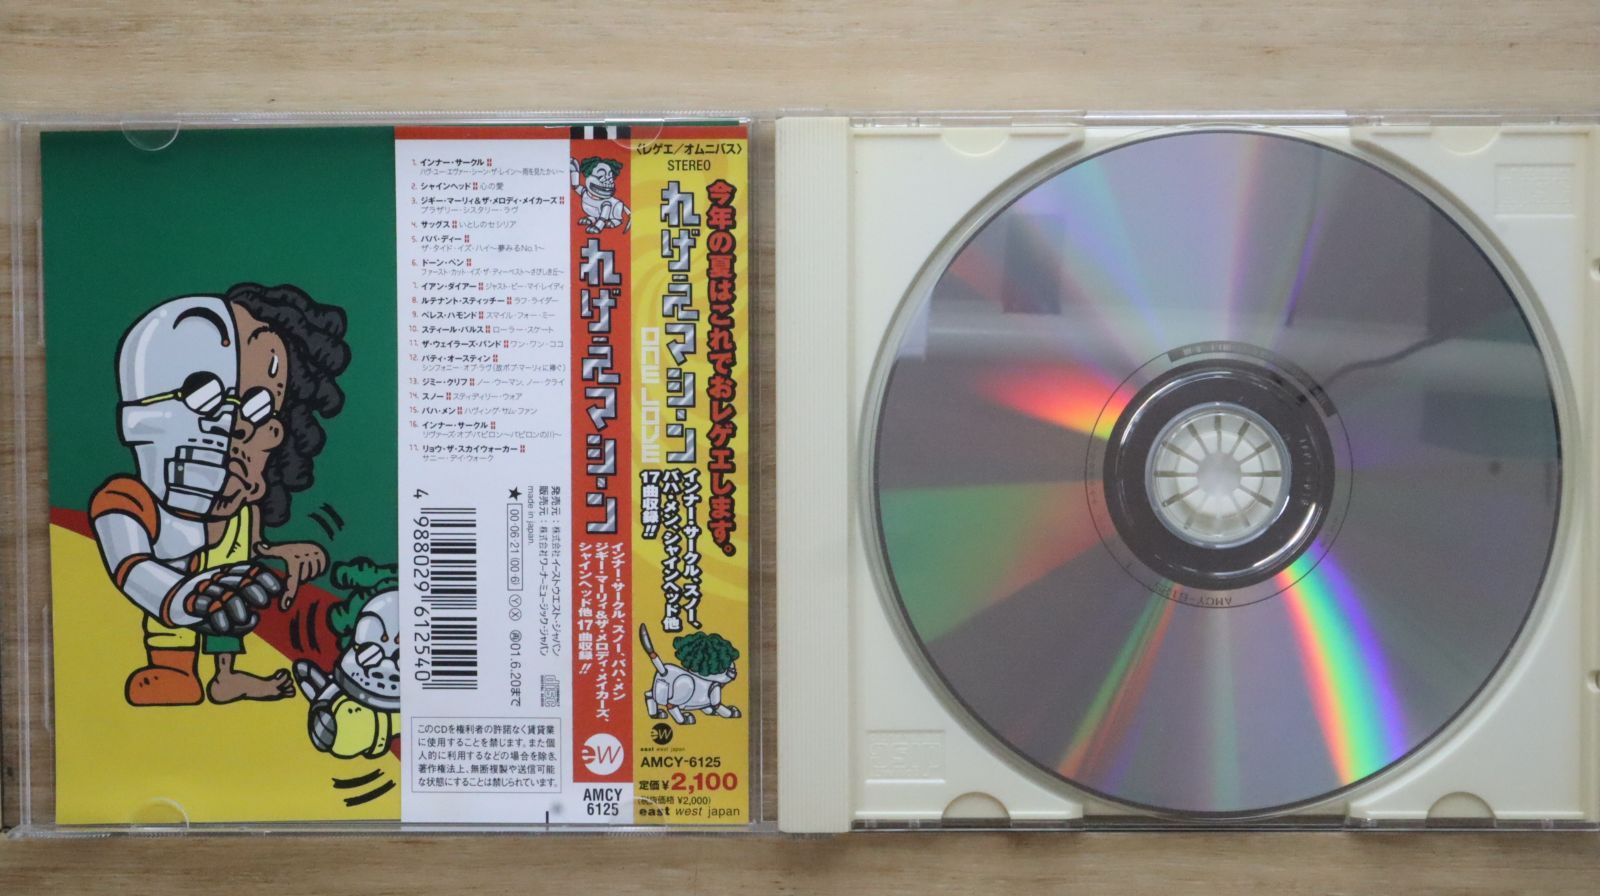 1. インナー・サークル
ハヴ・ユー・エヴァー・シーン・ザ・レイン〜雨を見たかい〜
2. シャインヘッド 心の愛
3. ジギー・マーリィ&ザ・メロディ・メイカーズ
ブラザリー・シスタリー・ラヴ
4. サッグス いとしのセシリア
5. パパ・ディー
ザ・タイド・イズ・ハイ〜夢みるNo.1〜
6. ドーン・ペン
ファースト・カット・イズ・ザ・ディーペスト〜さびしき丘〜
7. イアン・ダイアー ジャスト・ビー・マイ・レイディ
8. ルテナント・スティッチー ラフ・ライダー
9. ベレス・ハモンド スマイル・フォー・ミー
10. スティール・パルス ローラー・スケート
11. ザ・ウェイラーズ・バンド ワン・ワン・ココ
12. パティ・オースティン
シンフォニー・オブ・ラヴ(故ボブ・マーリィに捧ぐ)
13. ジミー・クリフ ノー・ウーマン、ノー・クライ
14. スノー スティディリー・ウォア
15. バハ・メン ハヴィング・サム・ファン
16. インナー・サークル
リヴァーズ・オブ・バビロン〜バビロンの川〜
17. リョウ・ザ・スカイウォーカー
サニー・デイ・ウォーク
発売元:株式会社イーストウエスト・ジャパン
販売元:株式会社ワーナーミュージック・ジャパン
made in japan.
★ 00・06・21 (00・6) Ⓨ Ⓧ 再 01.6.20まで
4 988029 612540
disc
このCDを権利者の許諾なく賃貸業
に使用することを禁じます。また個
人的に利用するなどの場合を除き、
著作権法上、無断複製や送信可能
な状態にすることは禁じられています。
れげえマシーン
インナー・サークル、スノー、バハ・メン
ジギー・マーリィ&ザ・メロディ・メイカーズ、
シャインヘッド他 17曲収録!!
ew
AMCY
6125
〈レゲエ/オムニバス〉
STEREO
今年の夏はこれでおレゲエします。
れげえマシーン
ONE LOVE
インナー・サークル、スノー、
バハ・メン、シャインヘッド他
17曲収録!!
ew
east west japan
AMCY-6125
定価¥2,100
(税抜価格 ¥2,000)
east west japan
AMCY-6125